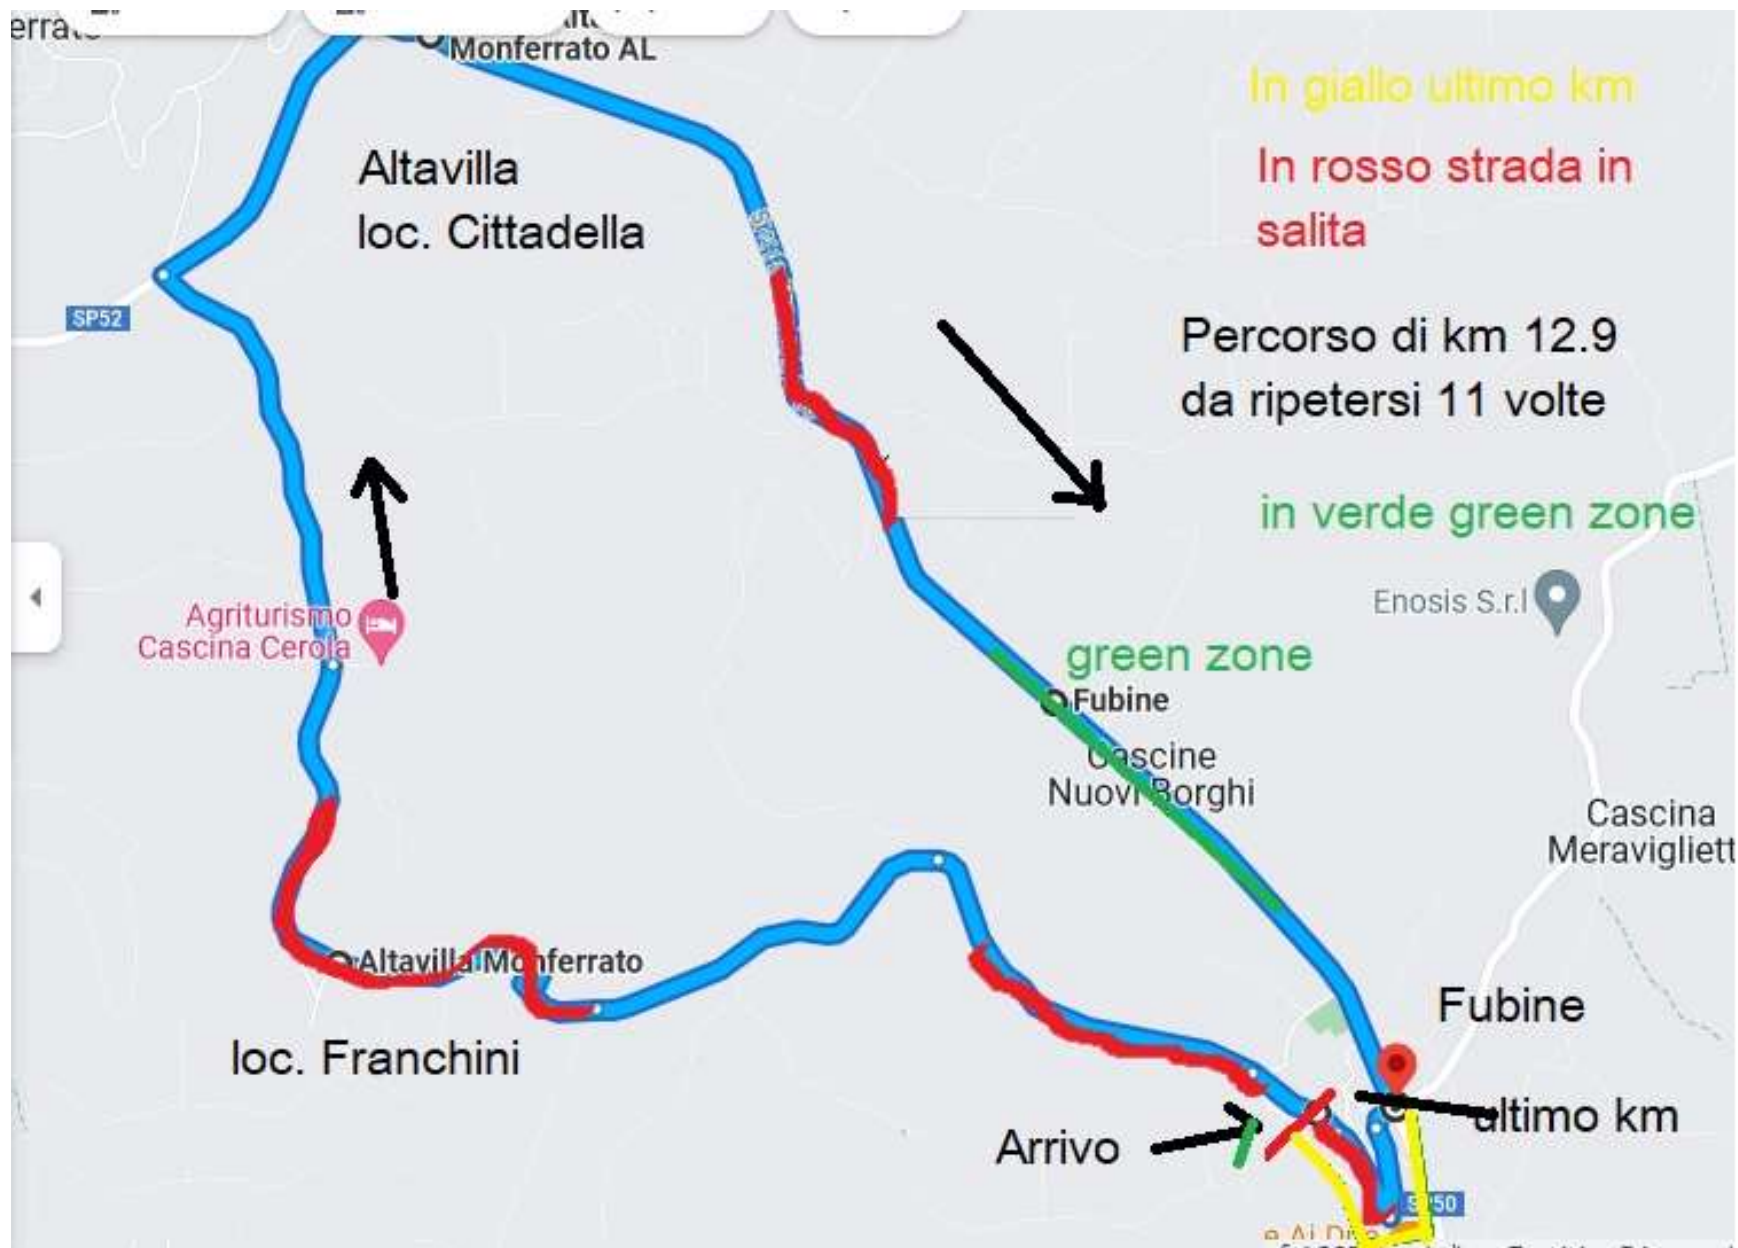 Monferrato AL
In giallo ultimo km
Altavilla
loc. Cittadella
In rosso strada in
salita
SP52
Percorso di km 12.9
da ripetersi 11 volte
in verde green zone
Enosis S.r.l
Agriturismo
Cascina Cerola
green zone
Fubine
Cascine
Nuovi Borghi
Cascina
Altavilla Monferrato
Fubine
loc. Franchini
ultimo km
Arrivo
SP50